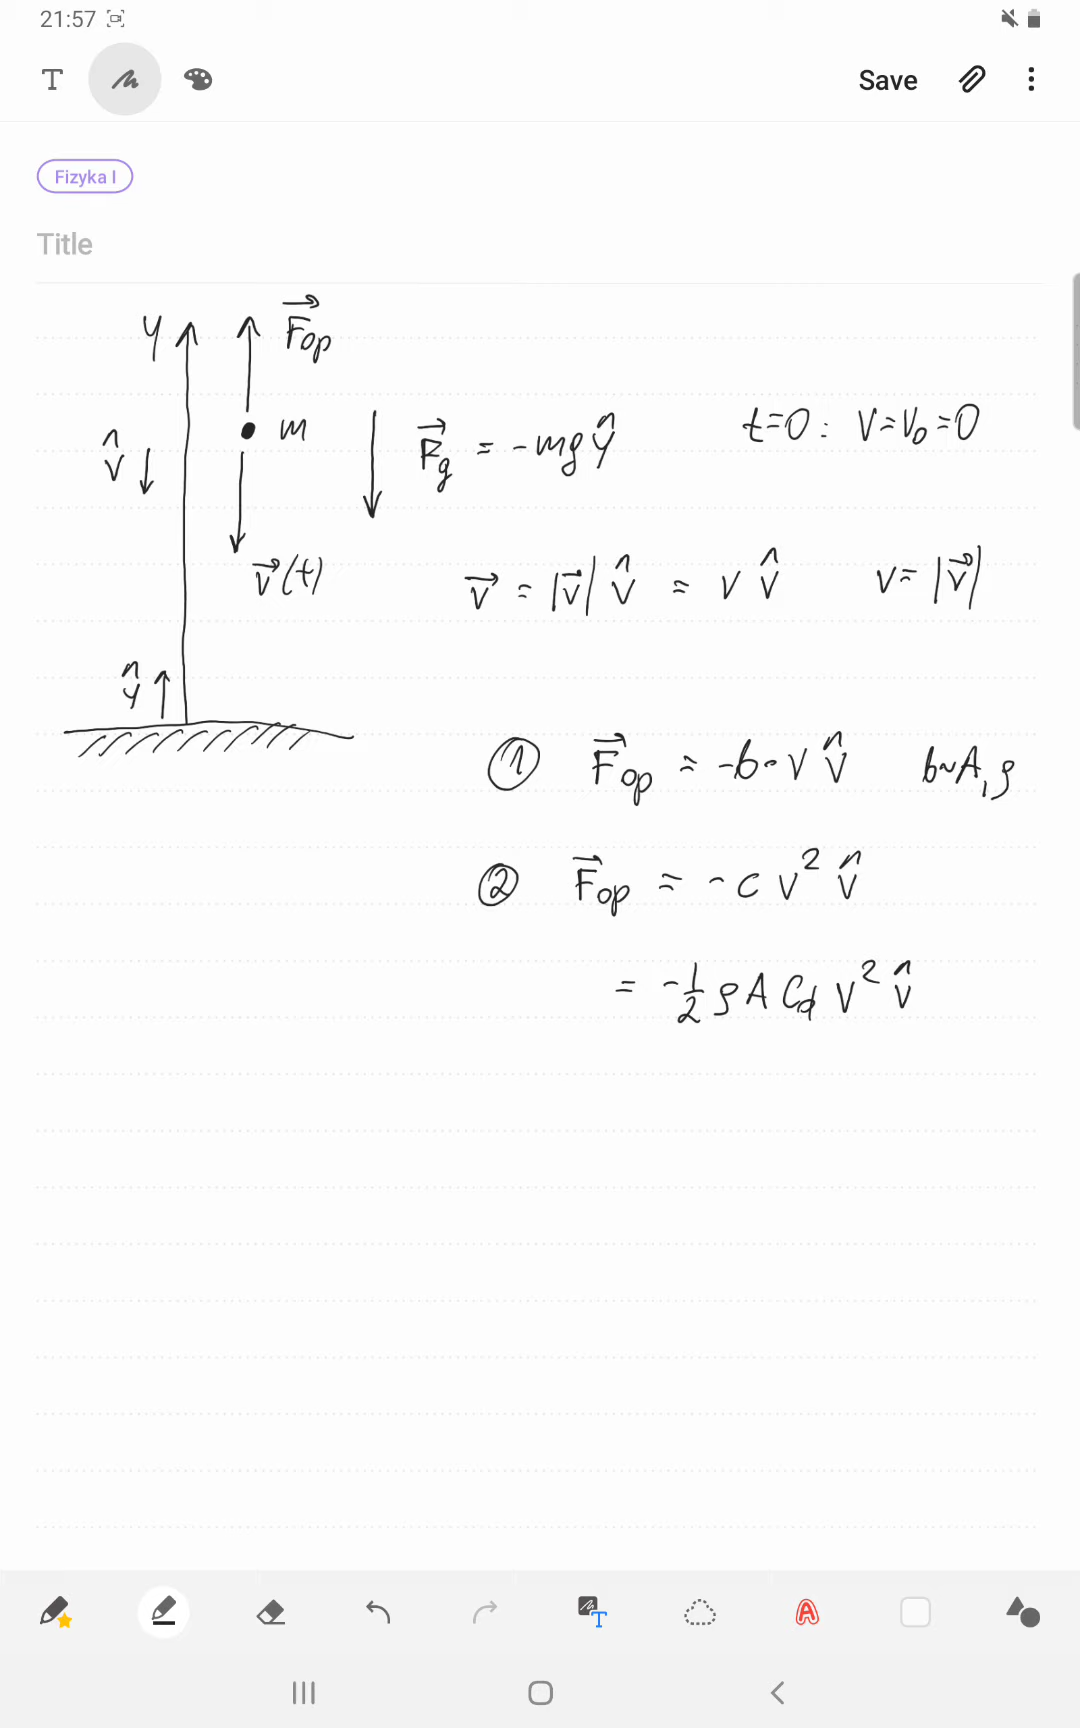 21:57
T
Save
Fizyka I
Title
y
F⃗op
m
v̂
F⃗g = -mg ŷ
t=0: v=v₀=0
v⃗(t)
v⃗ = |v⃗| v̂ = v v̂
v = |v⃗|
ŷ
① F⃗op = -b·v v̂
b~A,ρ
② F⃗op = -c v² v̂
= -½ ρ A Cd v² v̂
T
A